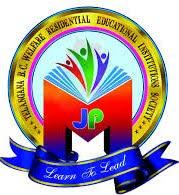 TELANGANA B.C. WELFARE RESIDENTIAL EDUCATIONAL INSTITUTIONS SOCIETY
JP
Learn To Lead